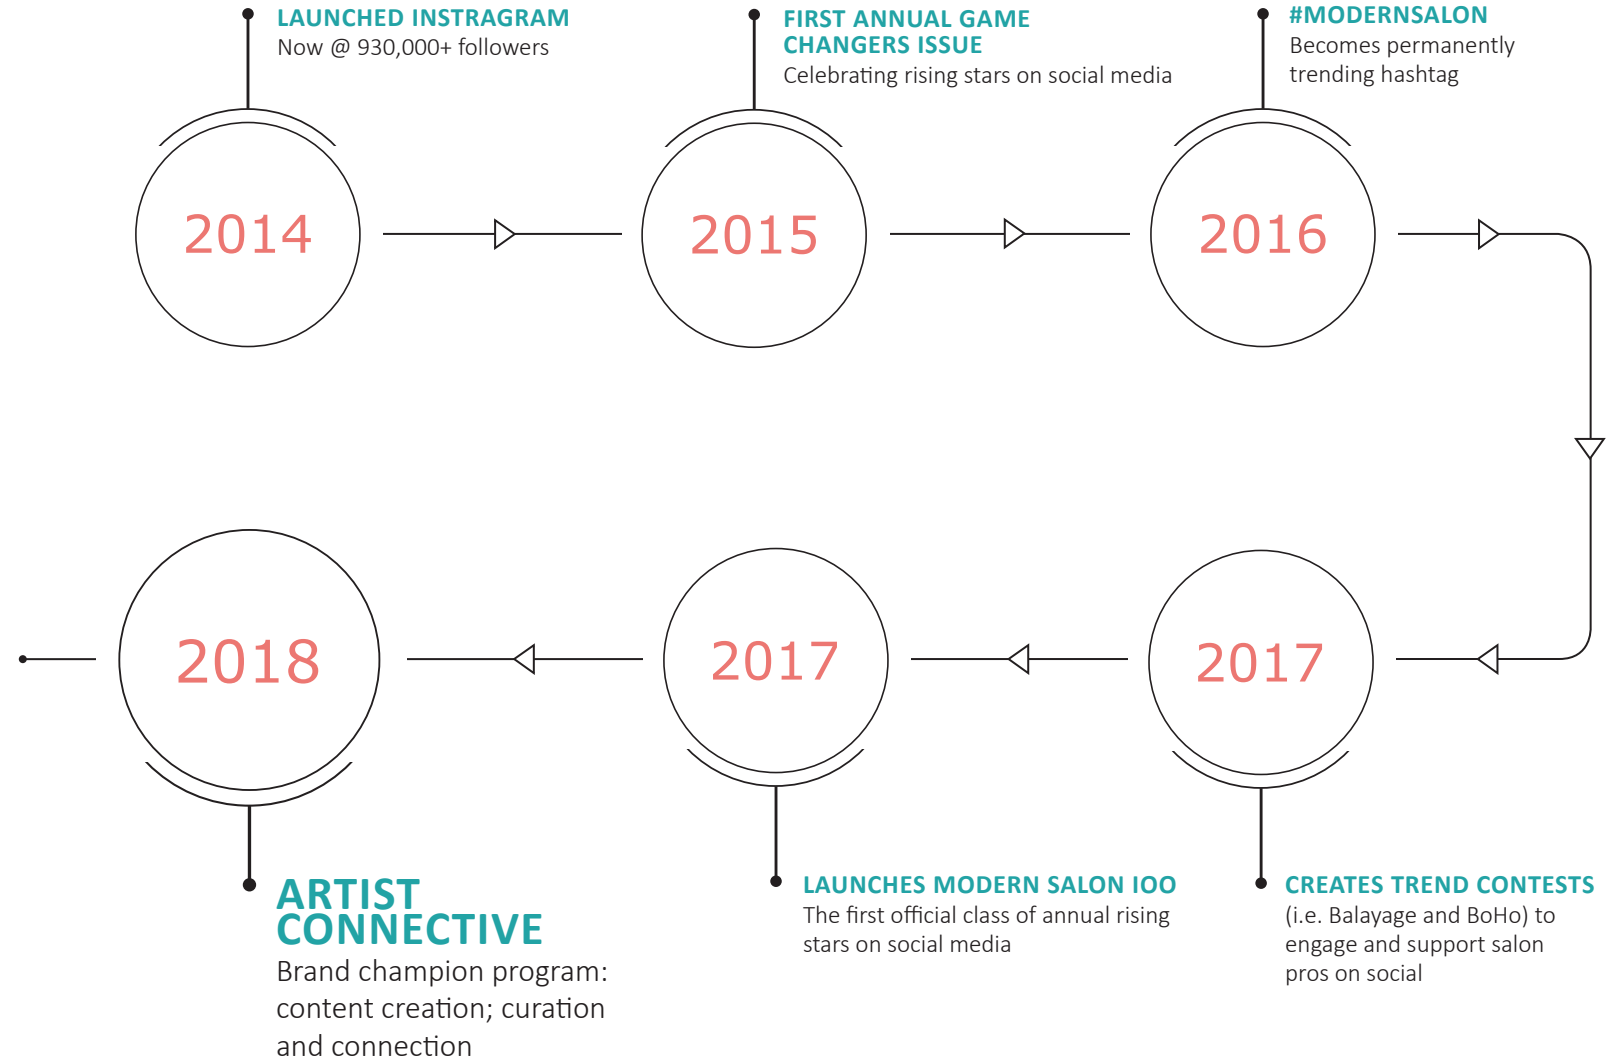 LAUNCHED INSTRAGRAM
Now @ 930,000+ followers
2014
FIRST ANNUAL GAME
CHANGERS ISSUE
Celebrating rising stars on social media
2015
#MODERNSALON
Becomes permanently
trending hashtag
2016
2017
CREATES TREND CONTESTS
(i.e. Balayage and BoHo) to
engage and support salon
pros on social
2017
LAUNCHES MODERN SALON IOO
The first official class of annual rising
stars on social media
2018
ARTIST
CONNECTIVE
Brand champion program:
content creation; curation
and connection